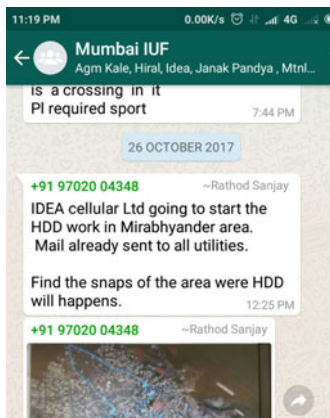 11:19 PM 0.00K/s 4G
Mumbai IUF
Agm Kale, Hiral, Idea, Janak Pandya , Mtnl...
is a crossing in it
Pl required sport
7:44 PM
26 OCTOBER 2017
+91 97020 04348 ~Rathod Sanjay
IDEA cellular Ltd going to start the
HDD work in Mirabhyander area.
Mail already sent to all utilities.
Find the snaps of the area were HDD
will happens.
12:25 PM
+91 97020 04348 ~Rathod Sanjay